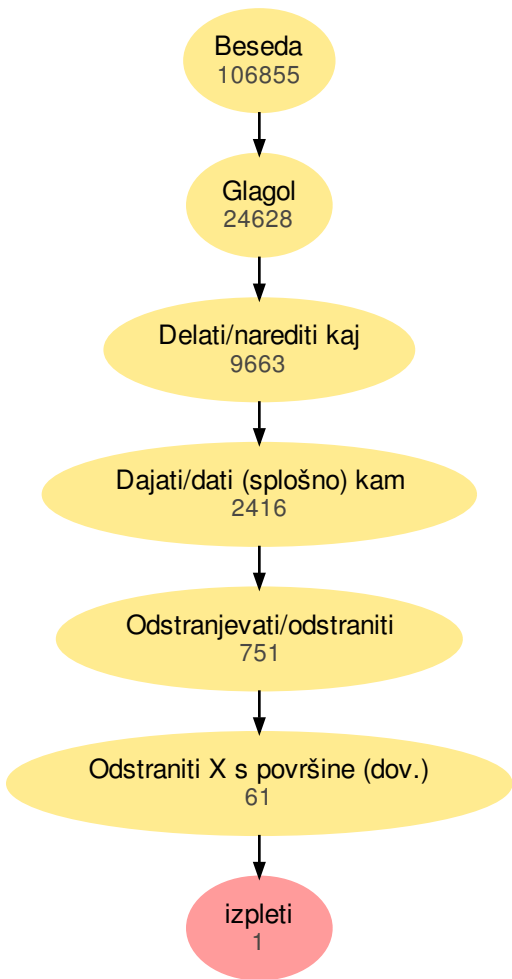 Beseda
106855
Glagol
24628
Delati/narediti kaj
9663
Dajati/dati (splošno) kam
2416
Odstranjevati/odstraniti
751
Odstraniti X s površine (dov.)
61
izpleti
1